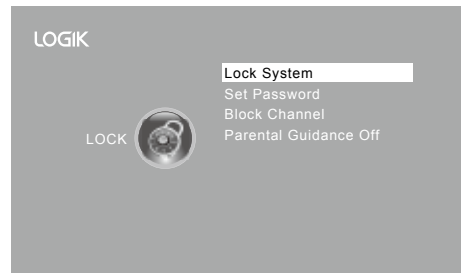 LOGIK
Lock System
Set Password
Block Channel
LOCK
Parental Guidance Off